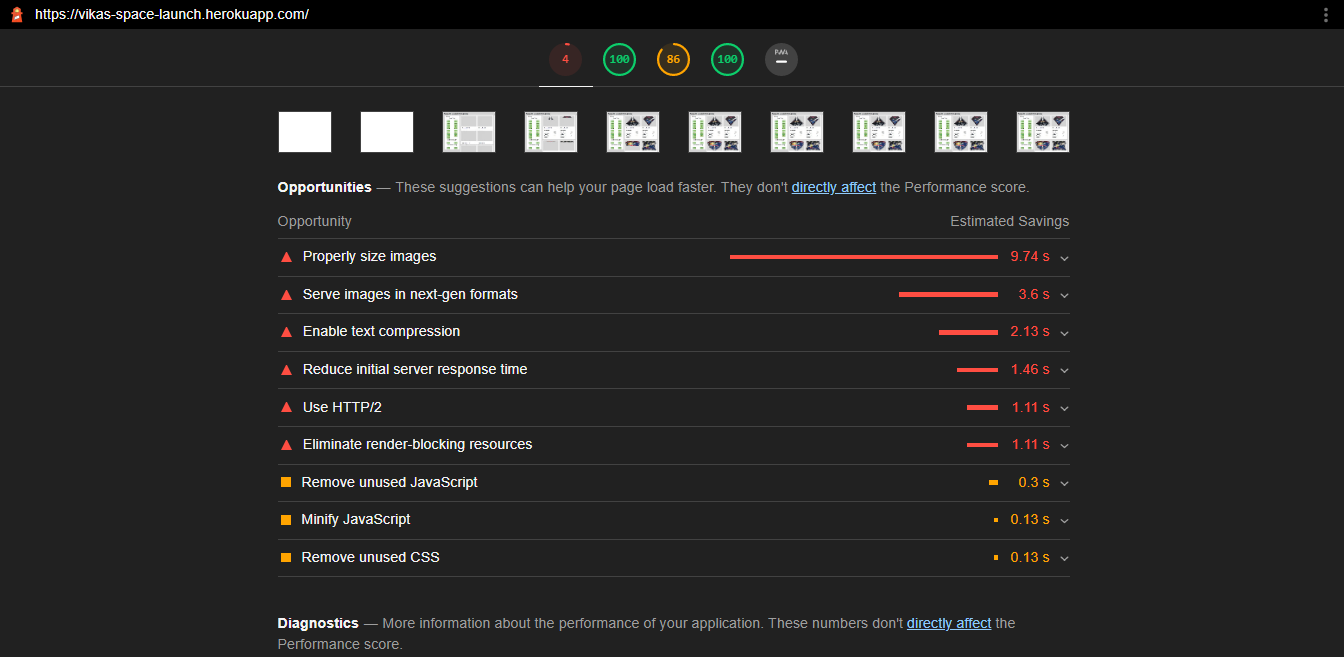 https://vikas-space-launch.herokuapp.com/
4 100 86 100 PWA
Opportunities — These suggestions can help your page load faster. They don't directly affect the Performance score.
Opportunity Estimated Savings
Properly size images 9.74 s
Serve images in next-gen formats 3.6 s
Enable text compression 2.13 s
Reduce initial server response time 1.46 s
Use HTTP/2 1.11 s
Eliminate render-blocking resources 1.11 s
Remove unused JavaScript 0.3 s
Minify JavaScript 0.13 s
Remove unused CSS 0.13 s
Diagnostics — More information about the performance of your application. These numbers don't directly affect the
Performance score.